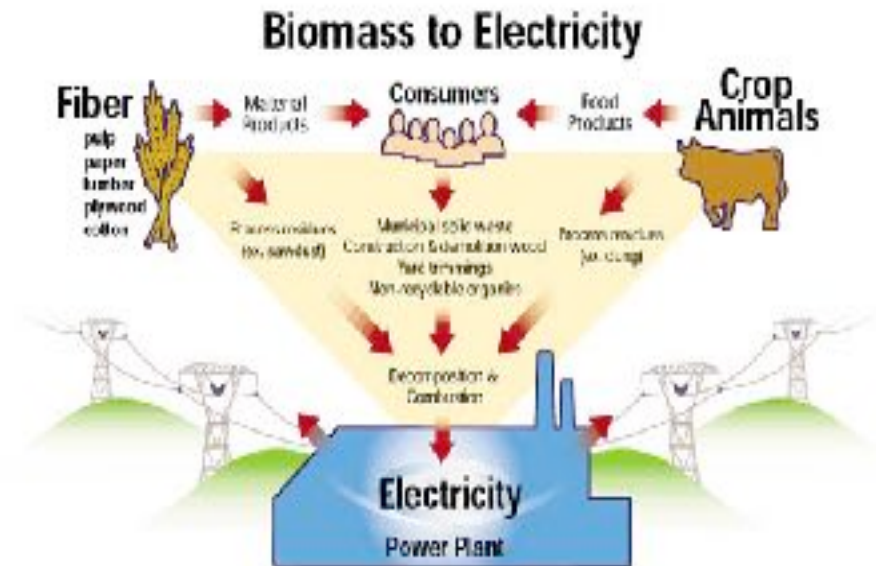 Biomass to Electricity
Fiber
pulp
paper
lumber
plywood
cotton
Material
Products
Consumers
Food
Products
Crop
Animals
Process residues
(ex. sawdust)
Municipal solid waste
Construction & demolition wood
Yard trimmings
Non-recyclable organics
Process residues
(ex. dung)
Decomposition &
Combustion
Electricity
Power Plant